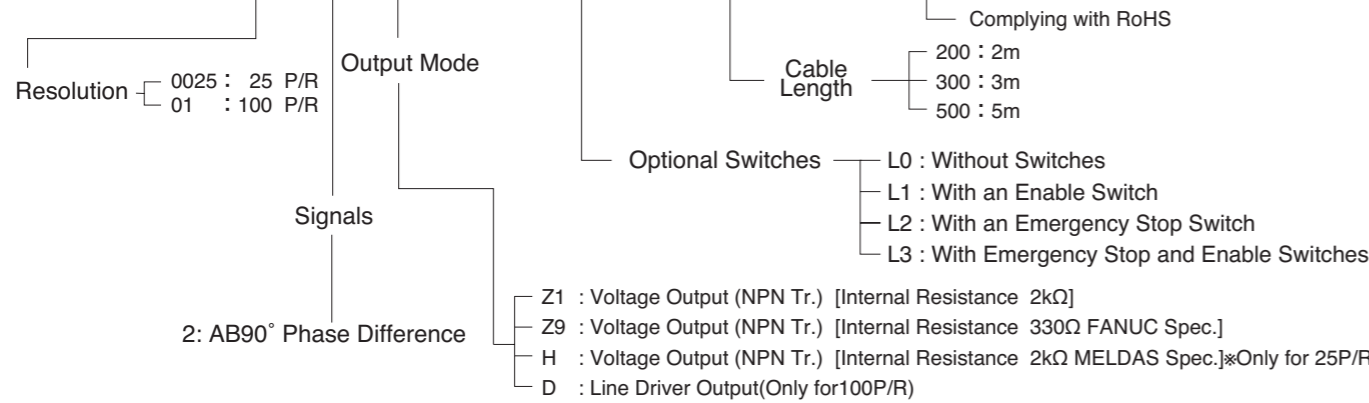 Complying with RoHS
Resolution
0025 : 25 P/R
01 : 100 P/R
Output Mode
Cable
Length
200 : 2m
300 : 3m
500 : 5m
Optional Switches
L0 : Without Switches
L1 : With an Enable Switch
L2 : With an Emergency Stop Switch
L3 : With Emergency Stop and Enable Switches
Signals
2: AB90° Phase Difference
Z1 : Voltage Output (NPN Tr.) [Internal Resistance 2kΩ]
Z9 : Voltage Output (NPN Tr.) [Internal Resistance 330Ω FANUC Spec.]
H : Voltage Output (NPN Tr.) [Internal Resistance 2kΩ MELDAS Spec.]※Only for 25P/R
D : Line Driver Output(Only for100P/R)